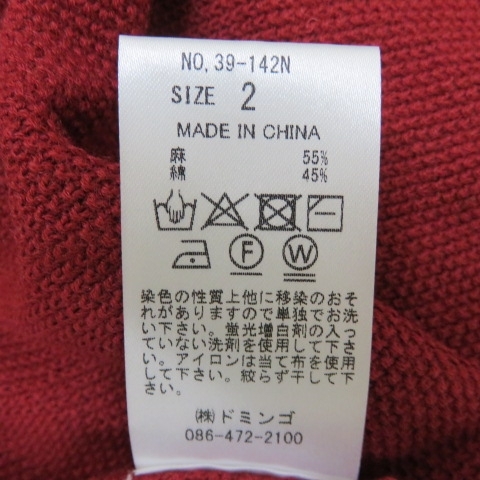 NO,39-142N
SIZE 2
MADE IN CHINA
麻 55%
綿 45%
F W
染色の性質上他に移染のおそ
れがありますので単独でお洗
い下さい。蛍光増白剤の入っ
ていない洗剤を使用して下さ
い。アイロンは当て布を使用
して下さい。絞らず干して下
さい。
㈱ドミンゴ
086-472-2100